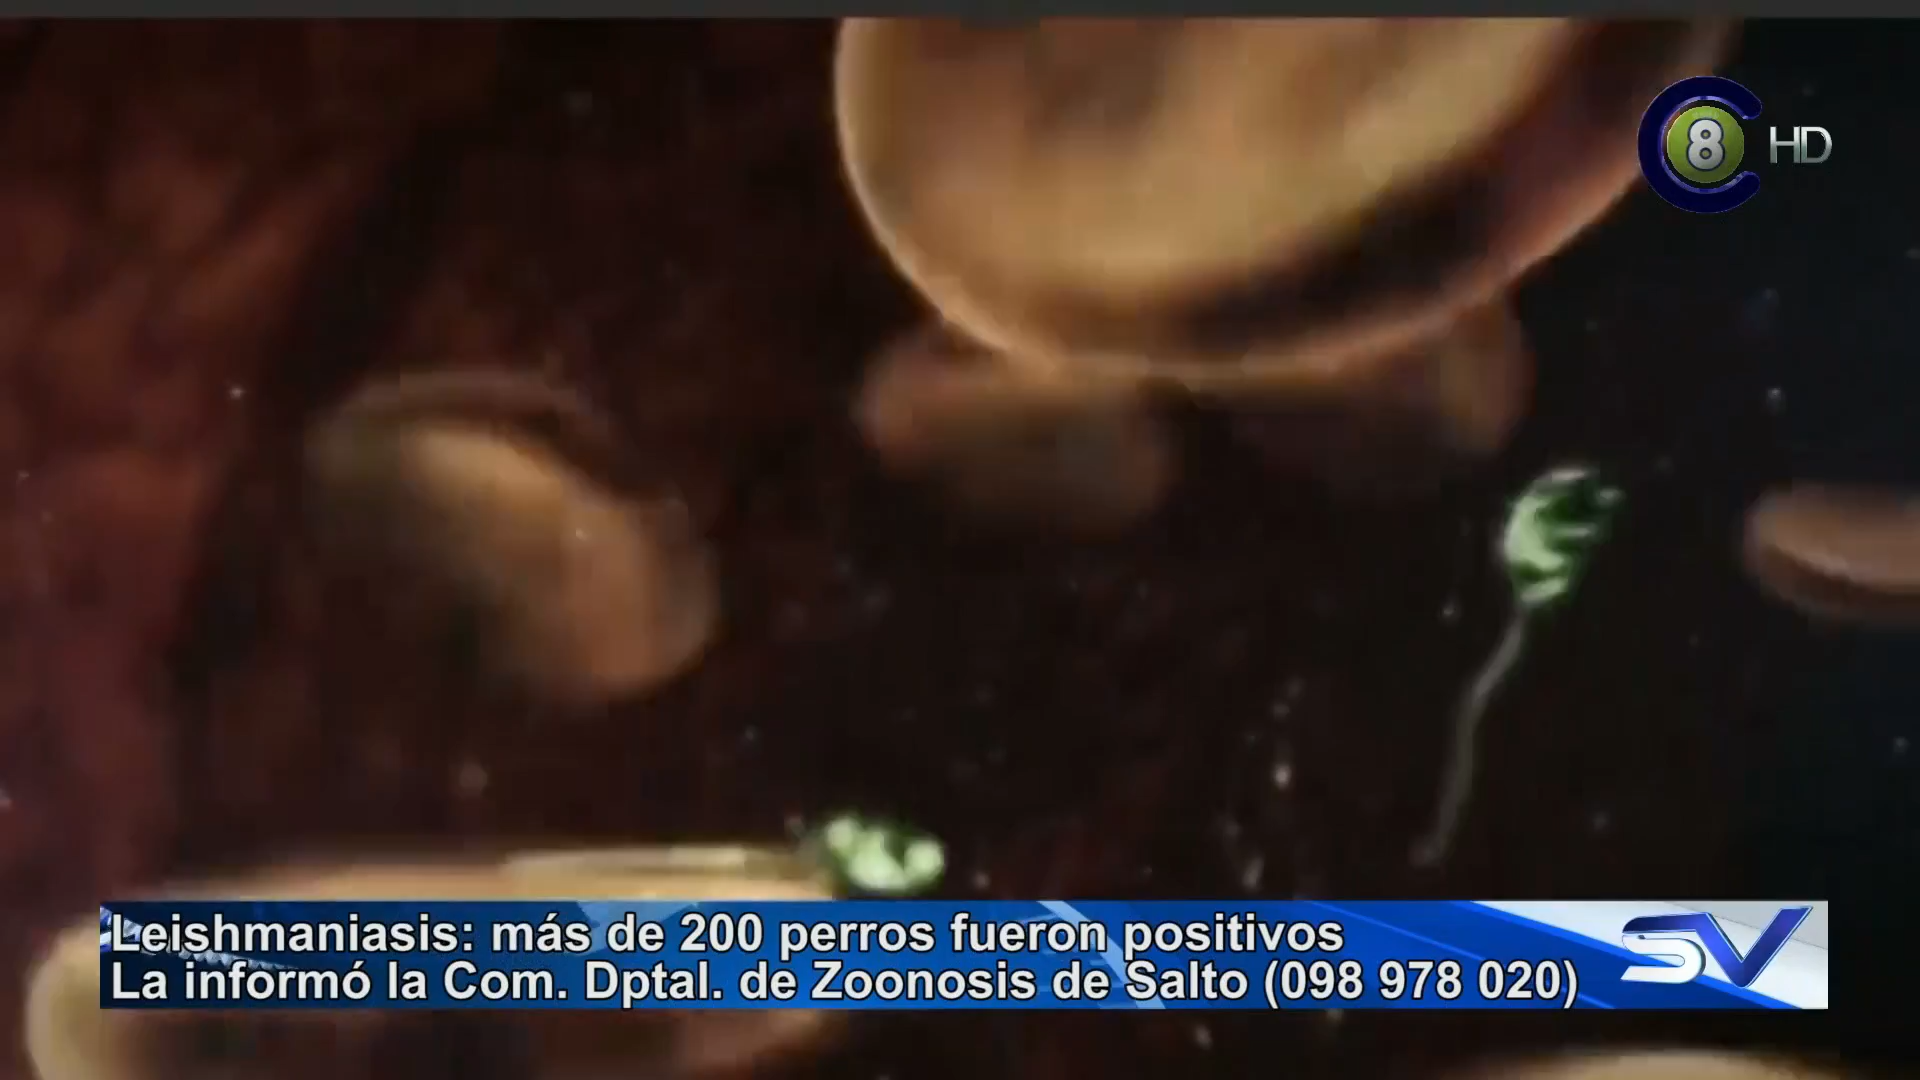 8 HD
Leishmaniasis: más de 200 perros fueron positivos
La informó la Com. Dptal. de Zoonosis de Salto (098 978 020)
SV